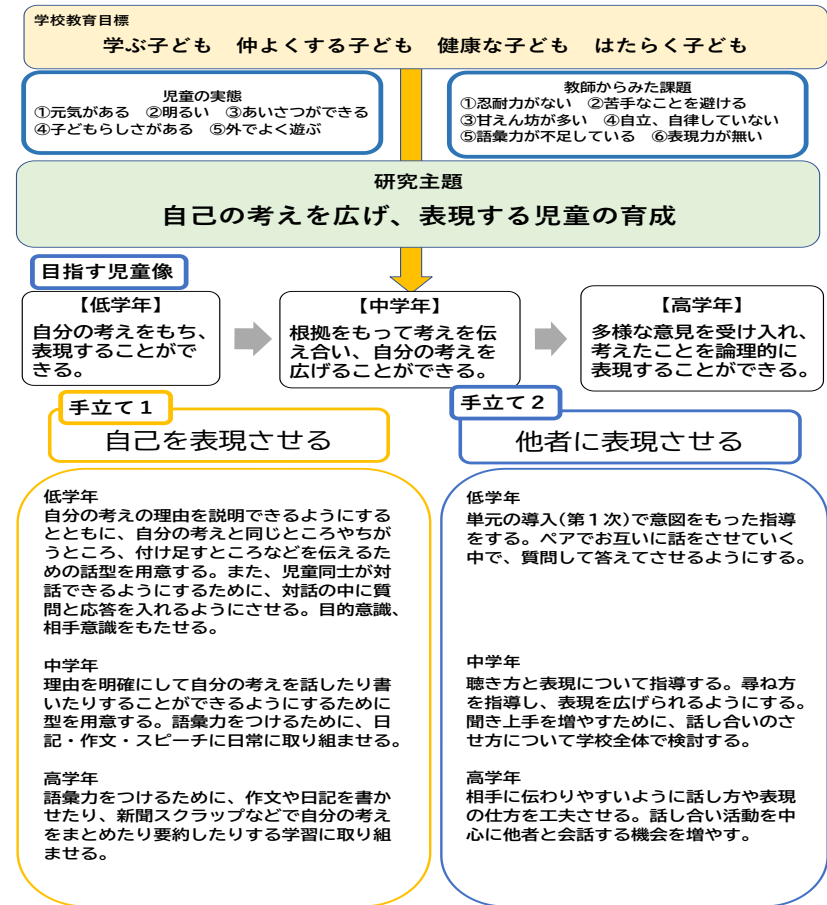 学校教育目標
学ぶ子ども 仲よくする子ども 健康な子ども はたらく子ども
児童の実態
①元気がある ②明るい ③あいさつができる
④子どもらしさがある ⑤外でよく遊ぶ
教師からみた課題
①忍耐力がない ②苦手なことを避ける
③甘えん坊が多い ④自立、自律していない
⑤語彙力が不足している ⑥表現力が無い
研究主題
自己の考えを広げ、表現する児童の育成
目指す児童像
【低学年】
自分の考えをもち、
表現することがで
きる。
【中学年】
根拠をもって考えを伝
え合い、自分の考えを
広げることができる。
【高学年】
多様な意見を受け入れ、
考えたことを論理的に
表現することができる。
手立て１
自己を表現させる
低学年
自分の考えの理由を説明できるようにする
とともに、自分の考えと同じところやちが
うところ、付け足すところなどを伝えるた
めの話型を用意する。また、児童同士が対
話できるようにするために、対話の中に質
問と応答を入れるようにさせる。目的意識、
相手意識をもたせる。
中学年
理由を明確にして自分の考えを話したり書
いたりすることができるようにするために
型を用意する。語彙力をつけるために、日
記・作文・スピーチに日常に取り組ませる。
高学年
語彙力をつけるために、作文や日記を書か
せたり、新聞スクラップなどで自分の考え
をまとめたり要約したりする学習に取り組
ませる。
手立て２
他者に表現させる
低学年
単元の導入(第１次)で意図をもった指導
をする。ペアでお互いに話をさせていく
中で、質問して答えてさせるようにする。
中学年
聴き方と表現について指導する。尋ね方
を指導し、表現を広げられるようにする。
聞き上手を増やすために、話し合いのさ
せ方について学校全体で検討する。
高学年
相手に伝わりやすいように話し方や表現
の仕方を工夫させる。話し合い活動を中
心に他者と会話する機会を増やす。